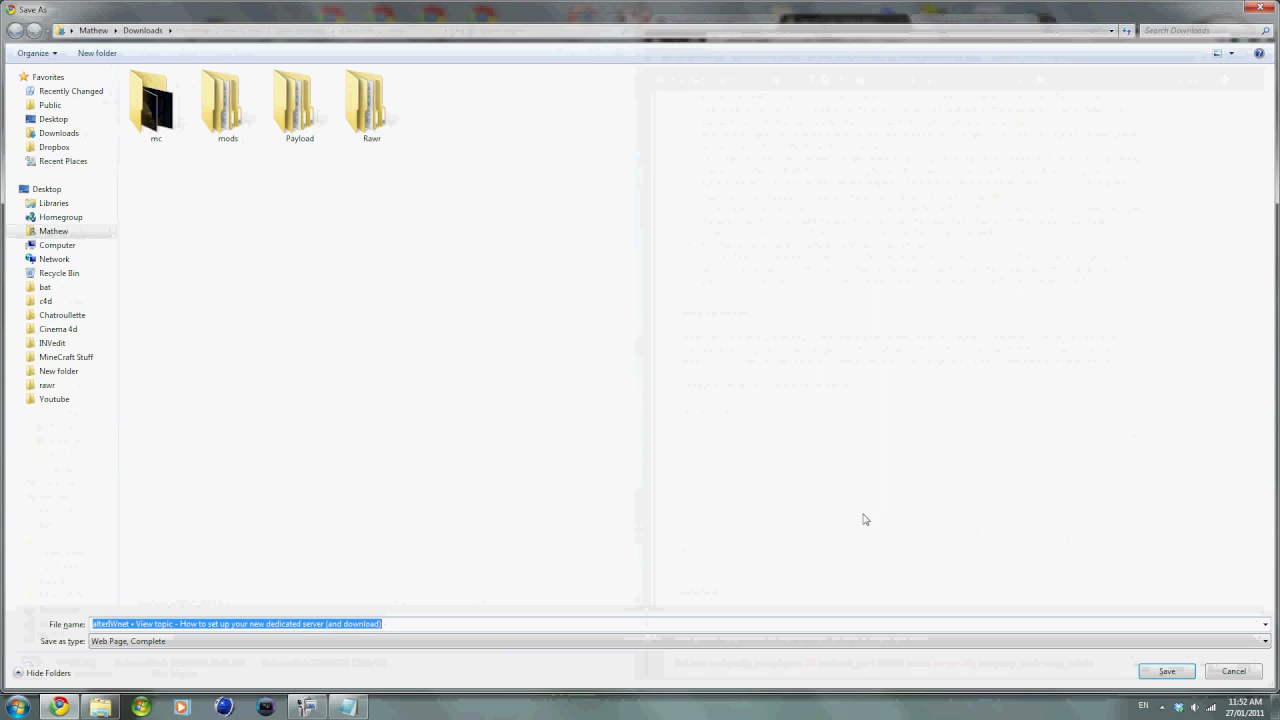 Save As
Mathew
Downloads
Search Downloads
Organize
New folder
Favorites
Recently Changed
Public
Desktop
Downloads
Dropbox
Recent Places
Desktop
Libraries
Homegroup
Mathew
Computer
Network
Recycle Bin
bat
c4d
Chatroullette
Cinema 4d
INVedit
MineCraft Stuff
New folder
rawr
Youtube
mc
mods
Payload
Rawr
File name: alterIWnet • View topic - How to set up your new dedicated server (and download)
Save as type: Web Page, Complete
Hide Folders
Save
Cancel
EN
11:52 AM
27/01/2011